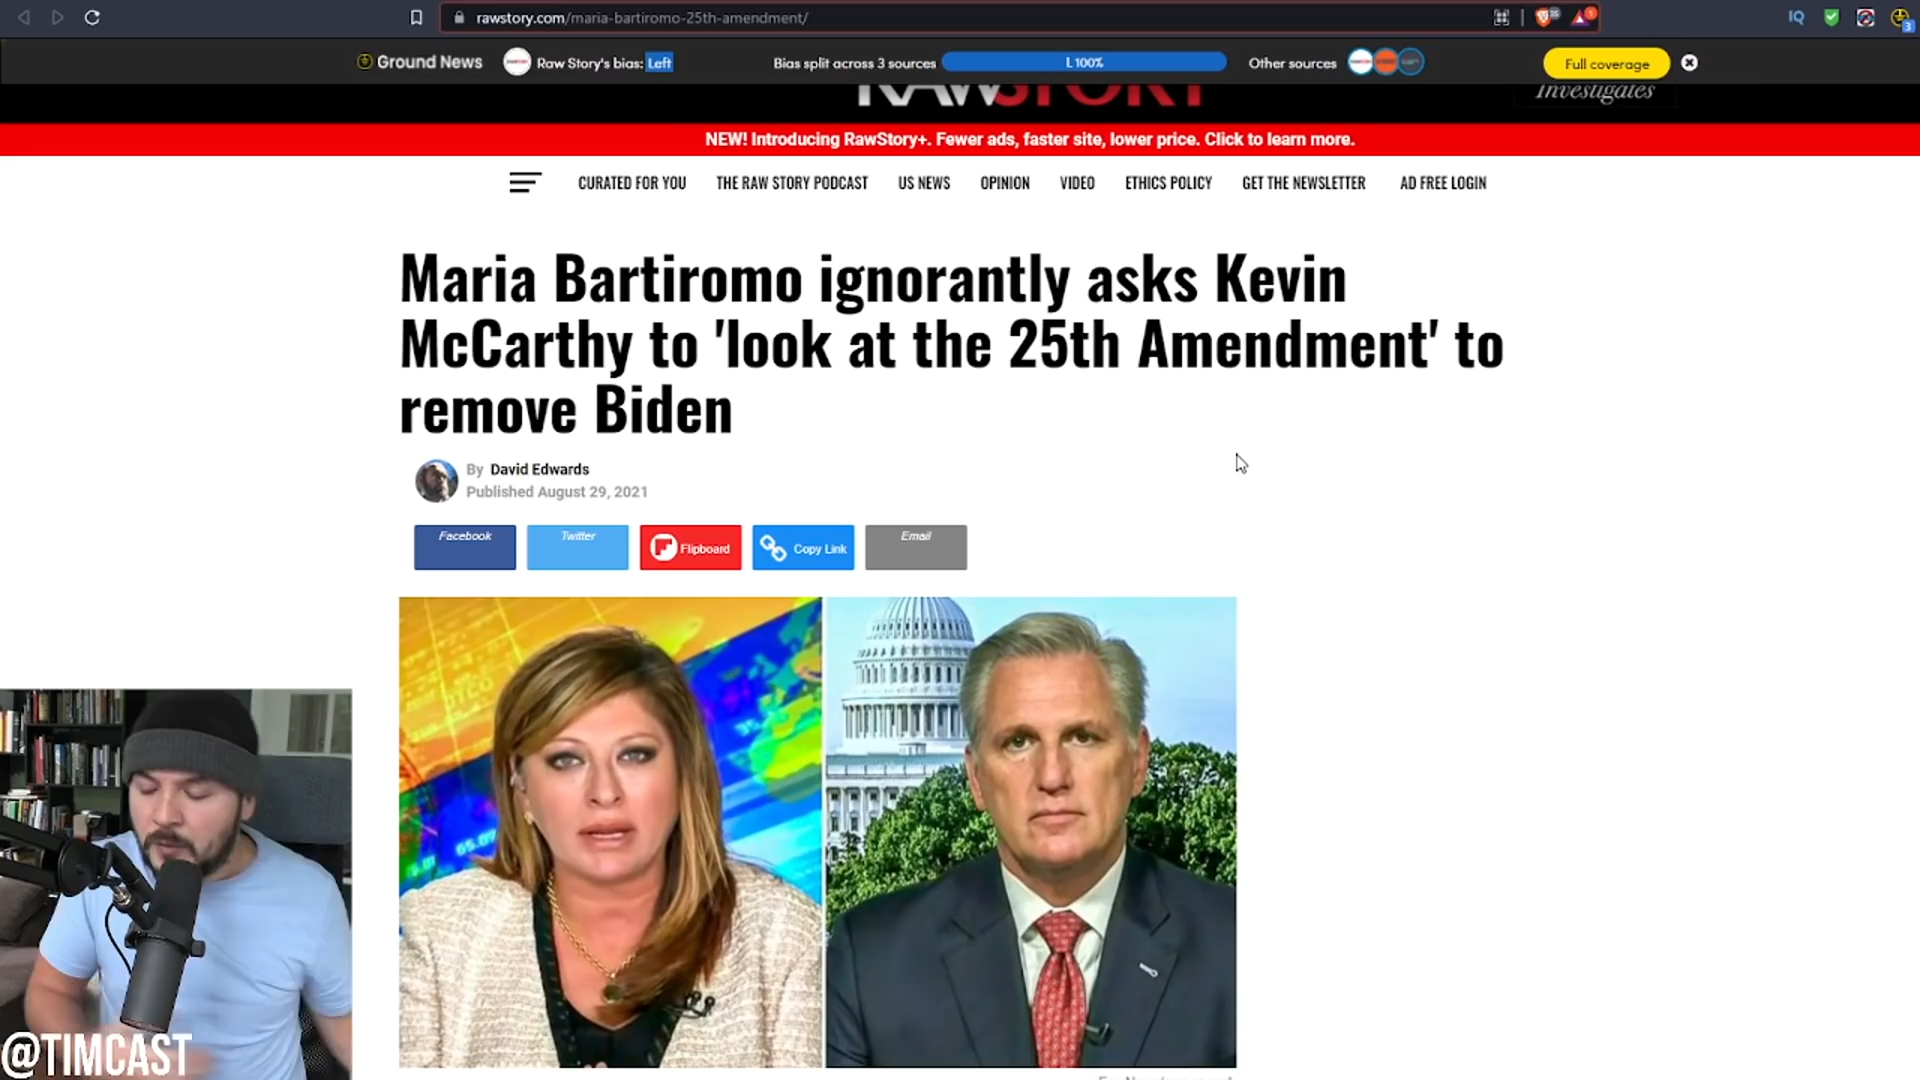 rawstory.com/maria-bartiromo-25th-amendment/
IQ
3
Ground News
Raw Story's bias: Left
Bias split across 3 sources
L 100%
Other sources
Full coverage
RAWSTORY
Investigates
NEW! Introducing RawStory+. Fewer ads, faster site, lower price. Click to learn more.
CURATED FOR YOU THE RAW STORY PODCAST US NEWS OPINION VIDEO ETHICS POLICY GET THE NEWSLETTER AD FREE LOGIN
Maria Bartiromo ignorantly asks Kevin
McCarthy to 'look at the 25th Amendment' to
remove Biden
By David Edwards
Published August 29, 2021
Facebook Twitter Flipboard Copy Link Email
@TIMCAST